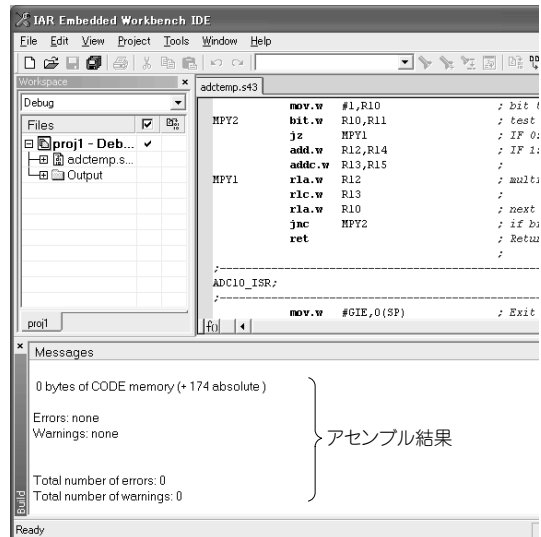 IAR Embedded Workbench IDE
File Edit View Project Tools Window Help
Workspace
Debug
Files
proj1 - Deb...
adctemp.s...
Output
proj1
adctemp.s43
mov.w #1,R10 ; bit
MPY2 bit.w R10,R11 ; test
jz MPY1 ; IF 0:
add.w R12,R14 ; IF 1:
addc.w R13,R15 ;
MPY1 rla.w R12 ; multi
rlc.w R13 ;
rla.w R10 ; next
jnc MPY2 ; if bi
ret ; Retur
;
;-----------------------------------
ADC10_ISR;
;-----------------------------------
mov.w #GIE,0(SP) ; Exit
f()
Messages
0 bytes of CODE memory (+ 174 absolute )
Errors: none
Warnings: none
アセンブル結果
Total number of errors: 0
Total number of warnings: 0
Build
Ready